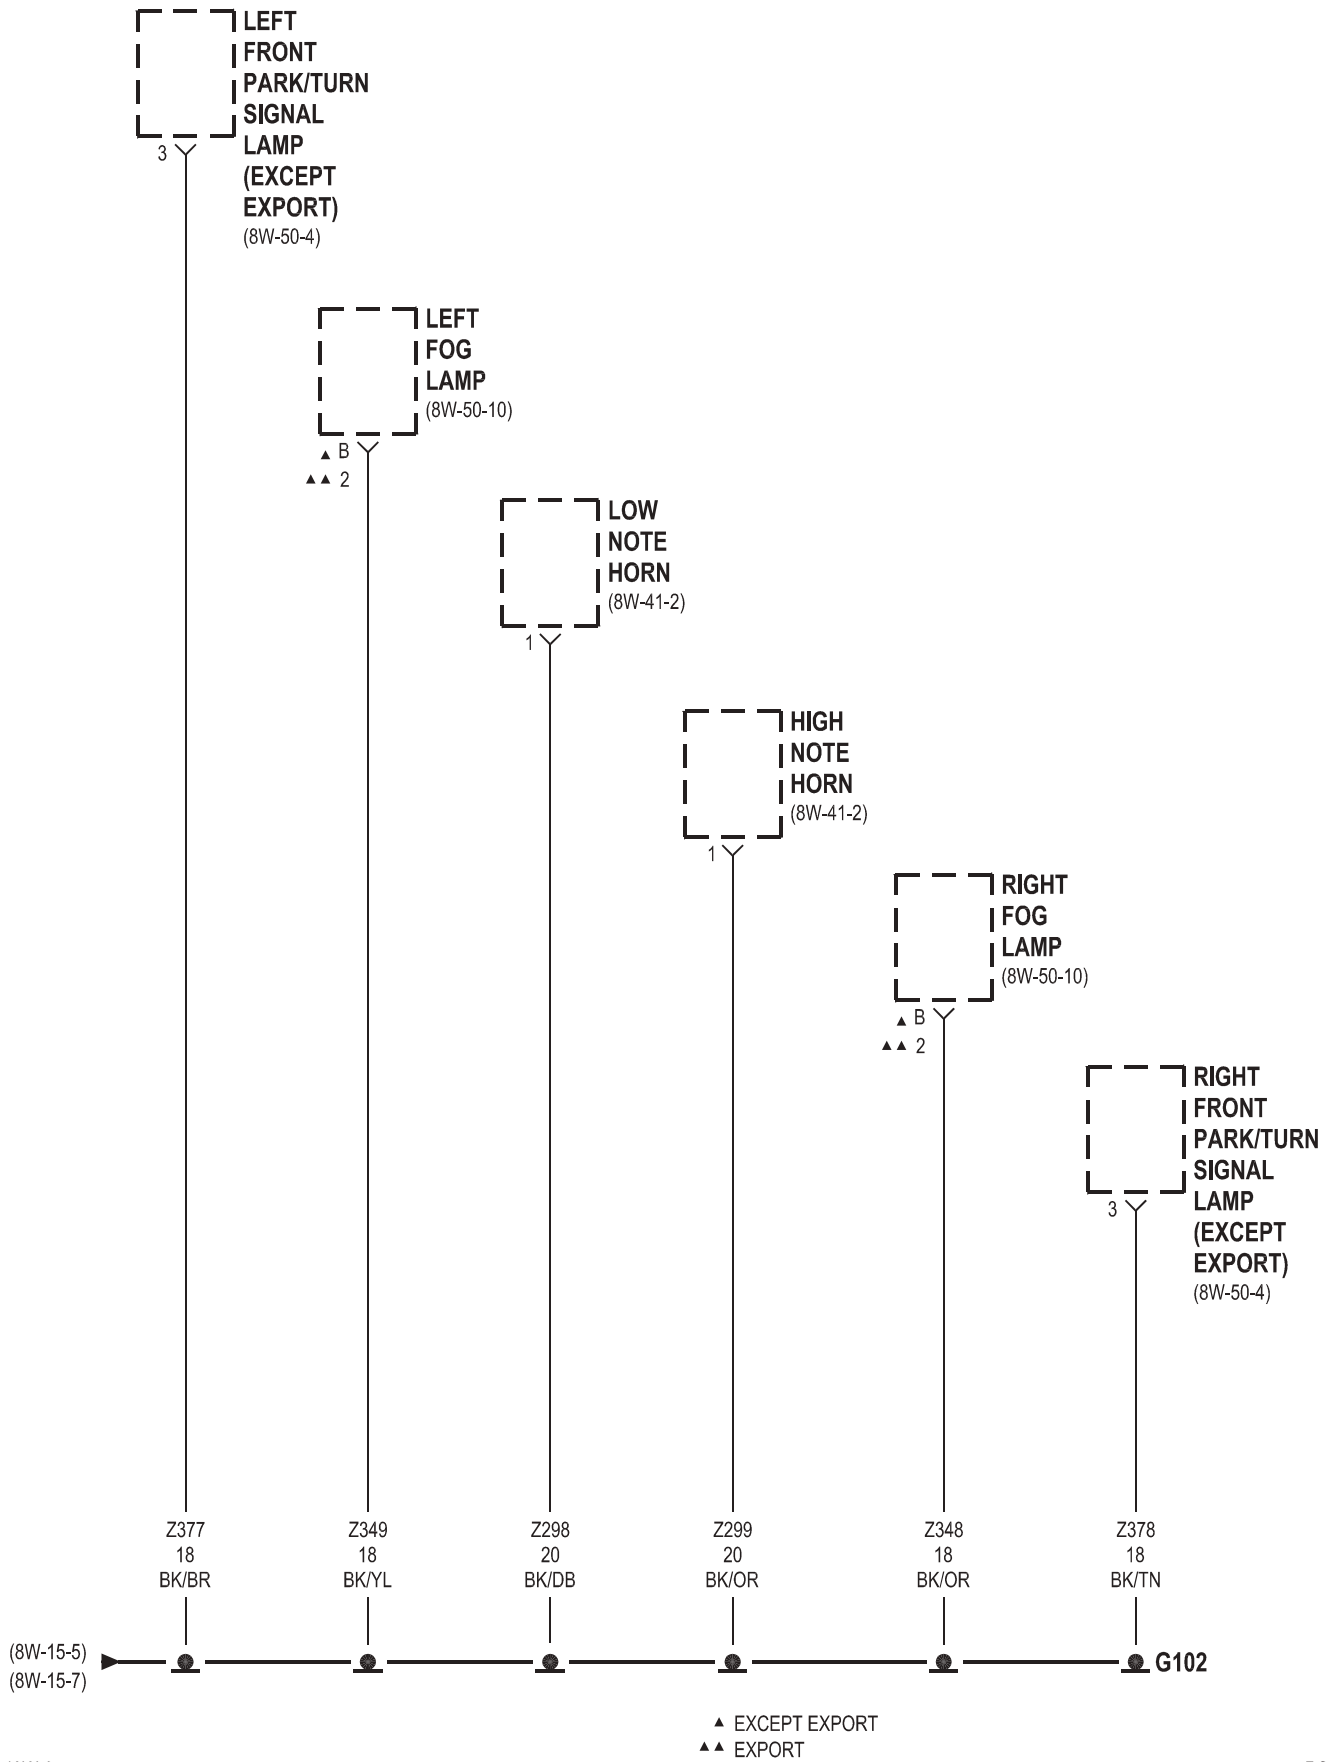 LEFT
FRONT
PARK/TURN
SIGNAL
LAMP
(EXCEPT
EXPORT)
(8W-50-4)
3
LEFT
FOG
LAMP
(8W-50-10)
▲ B
▲▲ 2
LOW
NOTE
HORN
(8W-41-2)
1
HIGH
NOTE
HORN
(8W-41-2)
1
RIGHT
FOG
LAMP
(8W-50-10)
▲ B
▲▲ 2
RIGHT
FRONT
PARK/TURN
SIGNAL
LAMP
(EXCEPT
EXPORT)
(8W-50-4)
3
Z377
18
BK/BR
Z349
18
BK/YL
Z298
20
BK/DB
Z299
20
BK/OR
Z348
18
BK/OR
Z378
18
BK/TN
(8W-15-5)
(8W-15-7)
G102
▲ EXCEPT EXPORT
▲▲ EXPORT